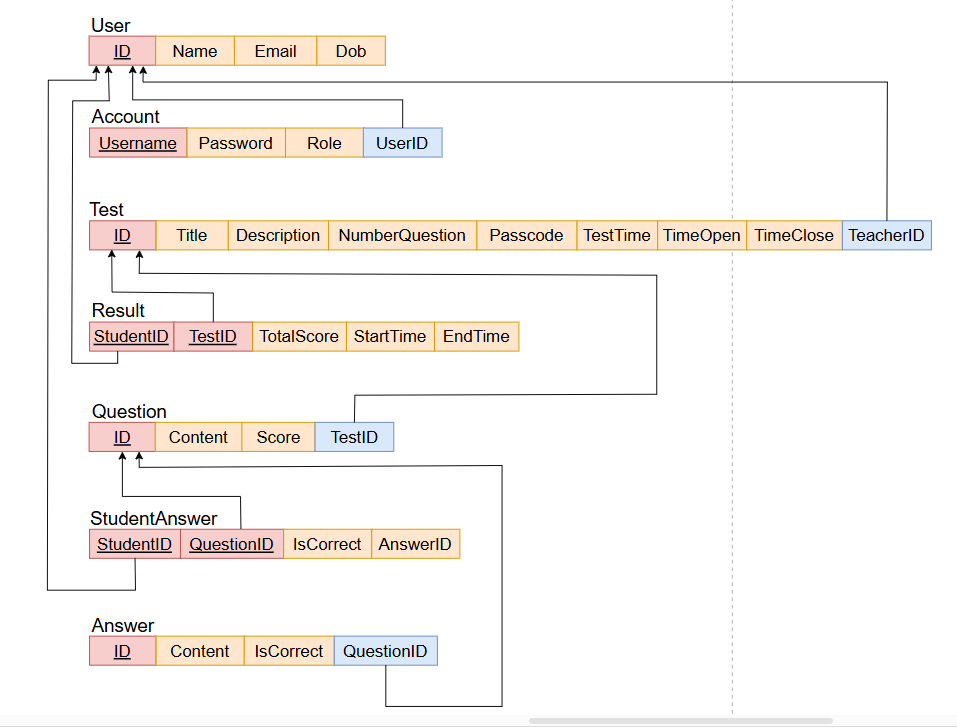 User
ID Name Email Dob
Account
Username Password Role UserID
Test
ID Title Description NumberQuestion Passcode TestTime TimeOpen TimeClose TeacherID
Result
StudentID TestID TotalScore StartTime EndTime
Question
ID Content Score TestID
StudentAnswer
StudentID QuestionID IsCorrect AnswerID
Answer
ID Content IsCorrect QuestionID